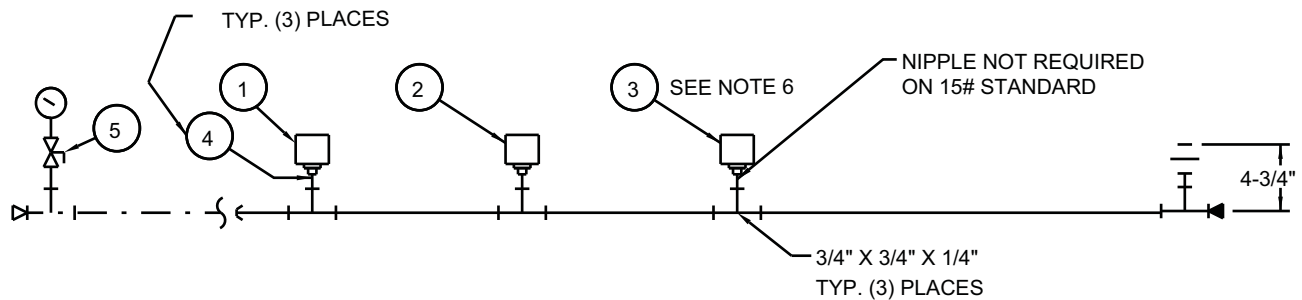 TYP. (3) PLACES
1
2
3
SEE NOTE 6
NIPPLE NOT REQUIRED
ON 15# STANDARD
5
4
4-3/4"
3/4" X 3/4" X 1/4"
TYP. (3) PLACES